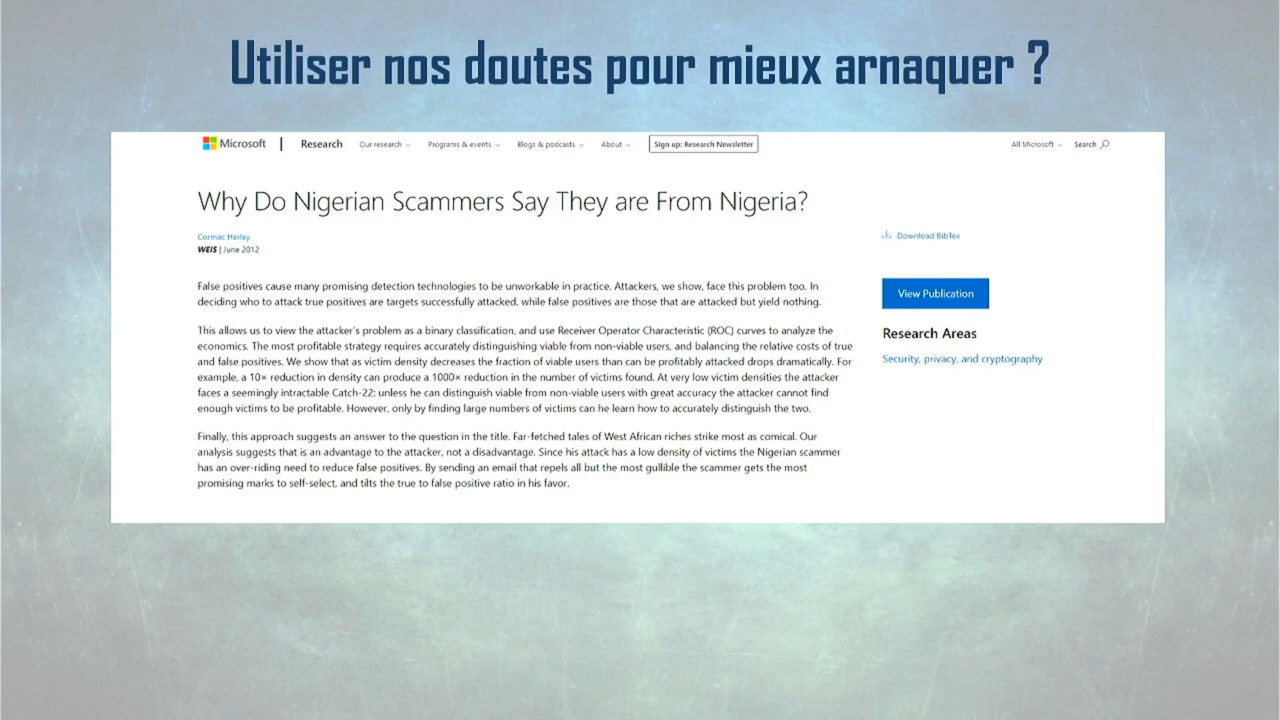 Utiliser nos doutes pour mieux arnaquer ?
Microsoft | Research Our research Programs & events Blogs & podcasts About Sign up: Research Newsletter All Microsoft Search
Why Do Nigerian Scammers Say They are From Nigeria?
Cormac Herley
WEIS | June 2012
Download BibTex
False positives cause many promising detection technologies to be unworkable in practice. Attackers, we show, face this problem too. In
deciding who to attack true positives are targets successfully attacked, while false positives are those that are attacked but yield nothing.
View Publication
This allows us to view the attacker's problem as a binary classification, and use Receiver Operator Characteristic (ROC) curves to analyze the
economics. The most profitable strategy requires accurately distinguishing viable from non-viable users, and balancing the relative costs of true
and false positives. We show that as victim density decreases the fraction of viable users than can be profitably attacked drops dramatically. For
example, a 10× reduction in density can produce a 1000× reduction in the number of victims found. At very low victim densities the attacker
faces a seemingly intractable Catch-22: unless he can distinguish viable from non-viable users with great accuracy the attacker cannot find
enough victims to be profitable. However, only by finding large numbers of victims can he learn how to accurately distinguish the two.
Research Areas
Security, privacy, and cryptography
Finally, this approach suggests an answer to the question in the title. Far-fetched tales of West African riches strike most as comical. Our
analysis suggests that is an advantage to the attacker, not a disadvantage. Since his attack has a low density of victims the Nigerian scammer
has an over-riding need to reduce false positives. By sending an email that repels all but the most gullible the scammer gets the most
promising marks to self-select, and tilts the true to false positive ratio in his favor.